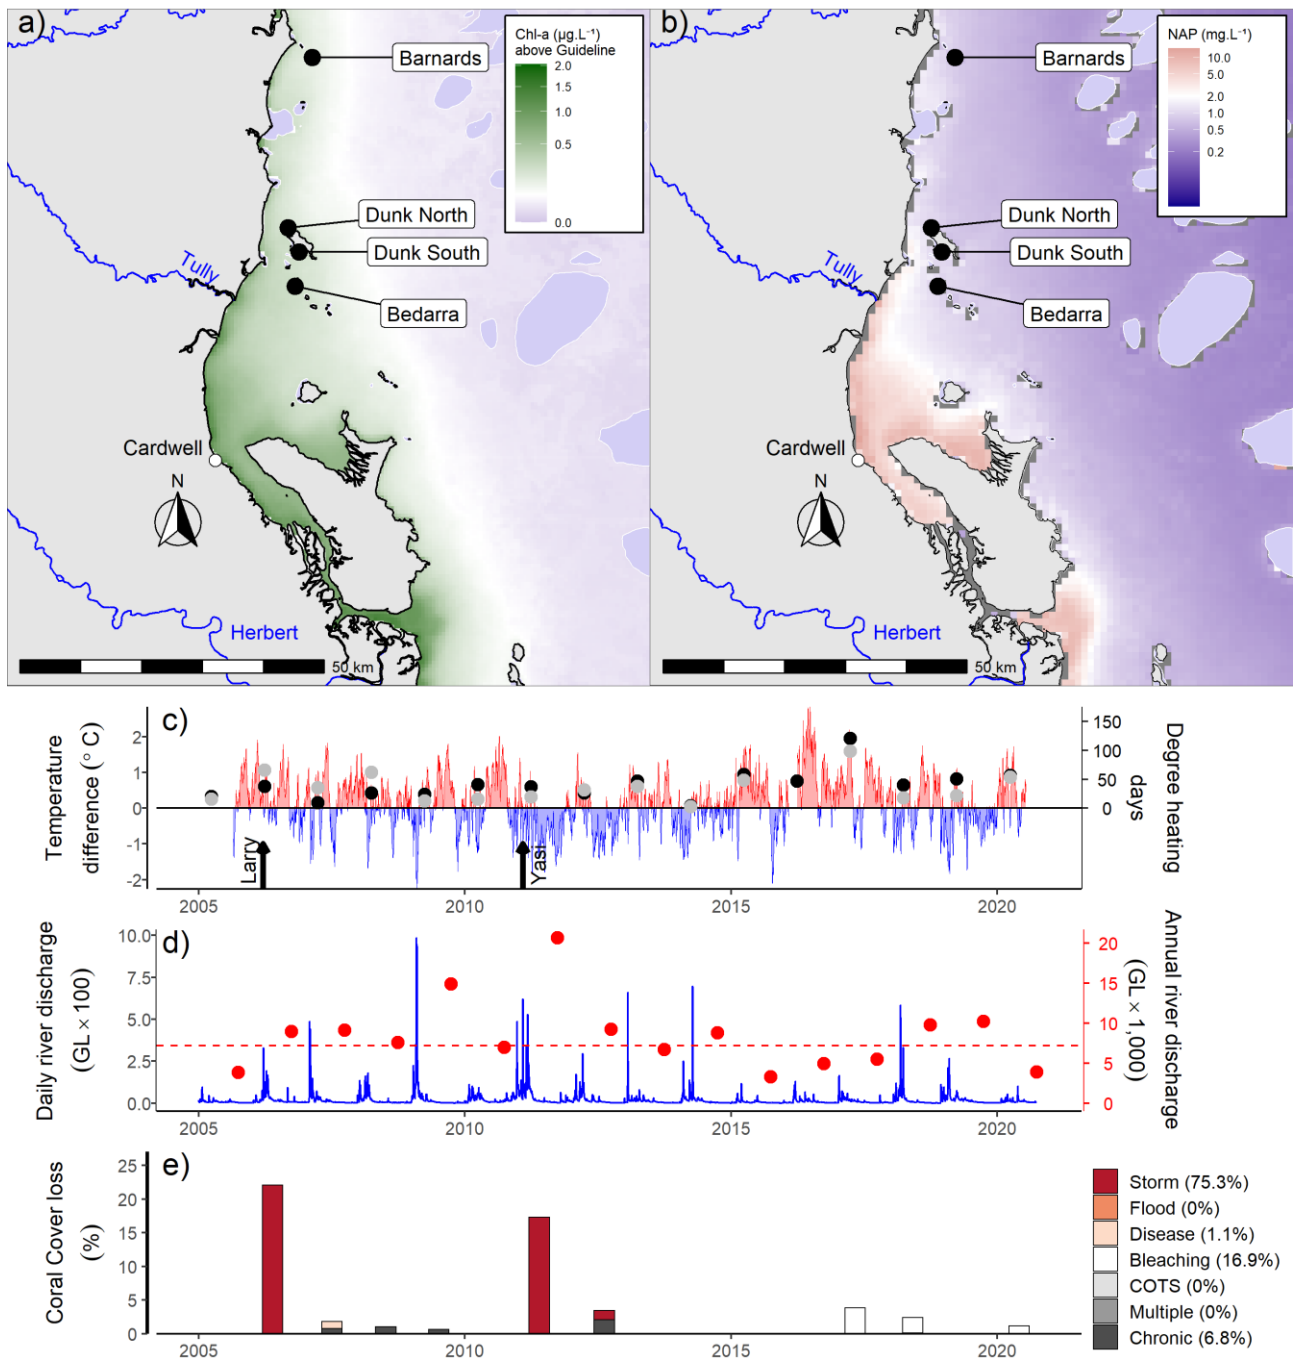 a)
Chl-a (µg.L⁻¹)
above Guideline
2.0
1.5
1.0
0.5
0.0
Barnards
Dunk North
Dunk South
Bedarra
Tully
Cardwell
N
Herbert
50 km
b)
NAP (mg.L⁻¹)
10.0
5.0
2.0
1.0
0.5
0.2
Barnards
Dunk North
Dunk South
Bedarra
Tully
Cardwell
N
Herbert
50 km
c)
Temperature
difference (° C)
2
1
0
-1
-2
Larry
Yasi
150
100
50
0
Degree heating
days
2005
2010
2015
2020
d)
Daily river discharge
(GL × 100)
10.0
7.5
5.0
2.5
0.0
20
15
10
5
0
Annual river discharge
(GL × 1,000)
2005
2010
2015
2020
e)
Coral Cover loss
(%)
25
20
15
10
5
0
2005
2010
2015
2020
Storm (75.3%)
Flood (0%)
Disease (1.1%)
Bleaching (16.9%)
COTS (0%)
Multiple (0%)
Chronic (6.8%)